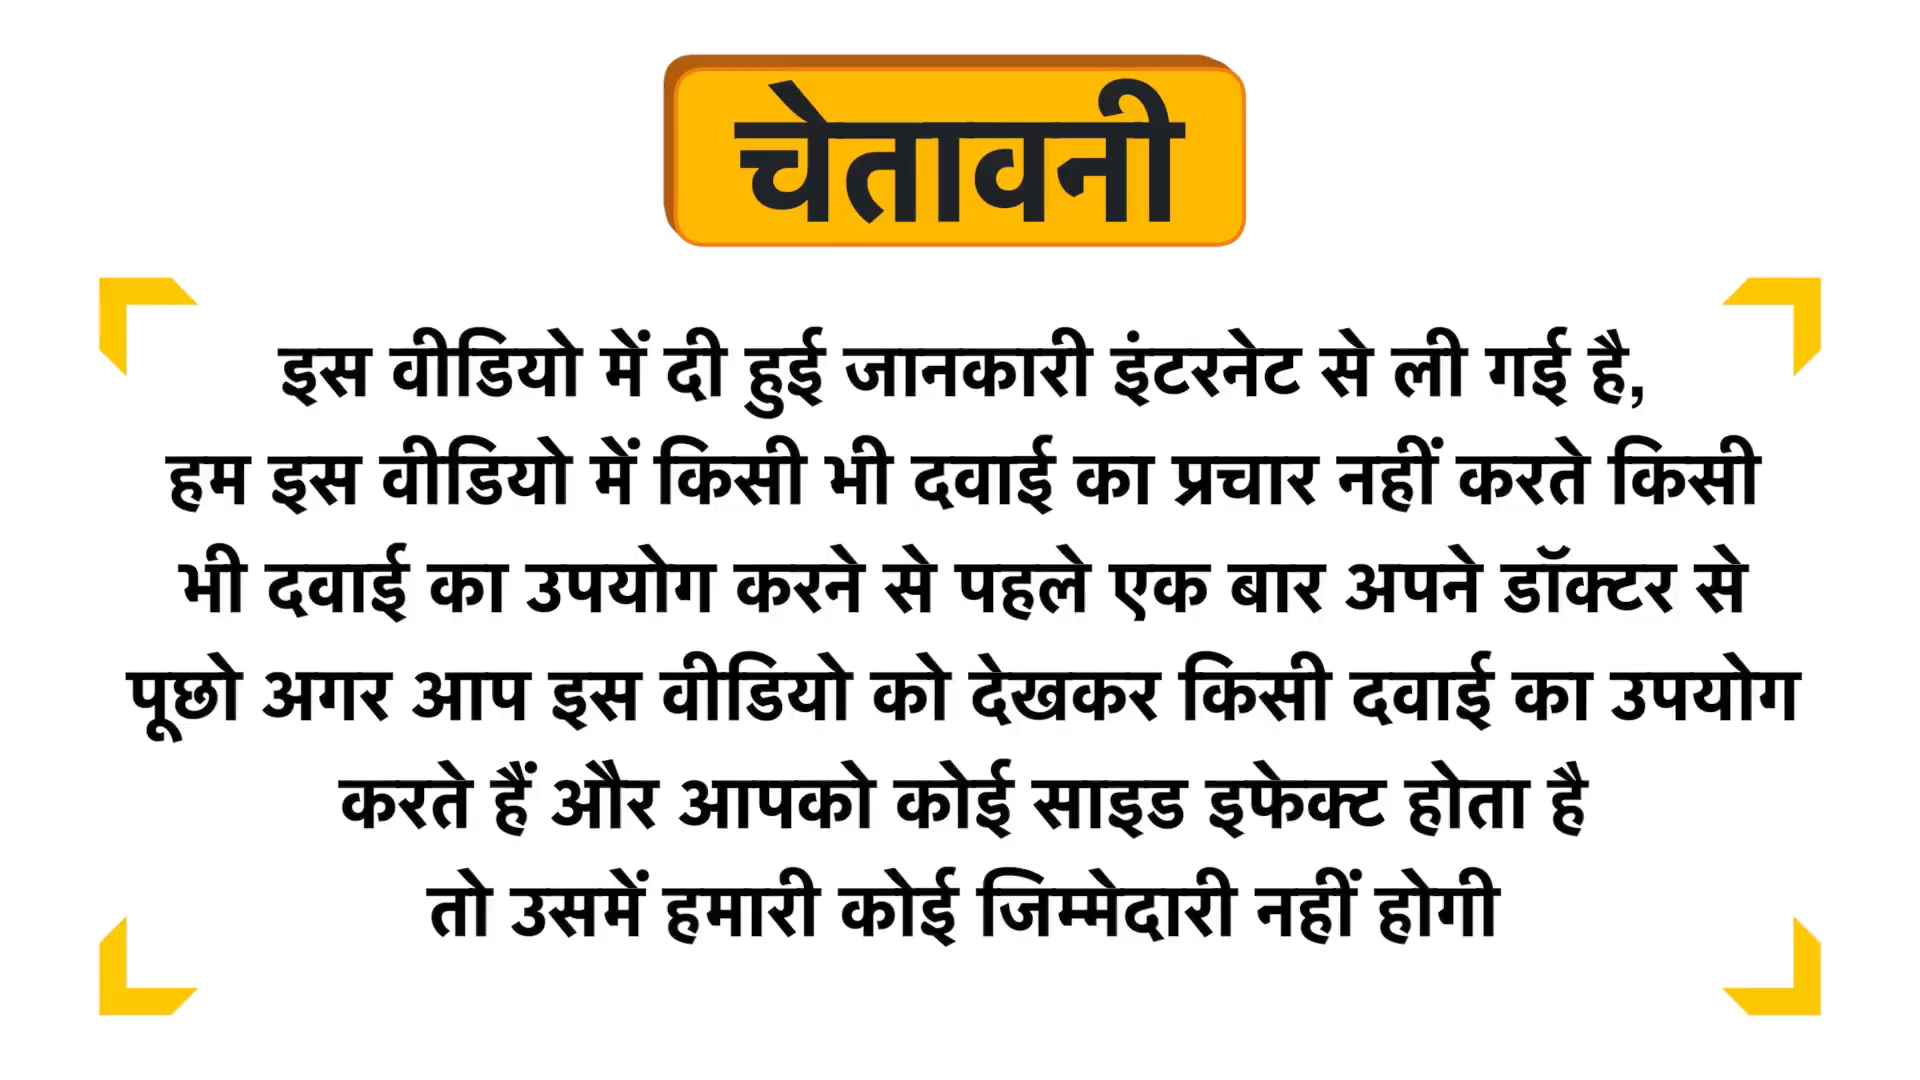 चेतावनी
इस वीडियो में दी हुई जानकारी इंटरनेट से ली गई है,
हम इस वीडियो में किसी भी दवाई का प्रचार नहीं करते किसी
भी दवाई का उपयोग करने से पहले एक बार अपने डॉक्टर से
पूछो अगर आप इस वीडियो को देखकर किसी दवाई का उपयोग
करते हैं और आपको कोई साइड इफेक्ट होता है
तो उसमें हमारी कोई जिम्मेदारी नहीं होगी